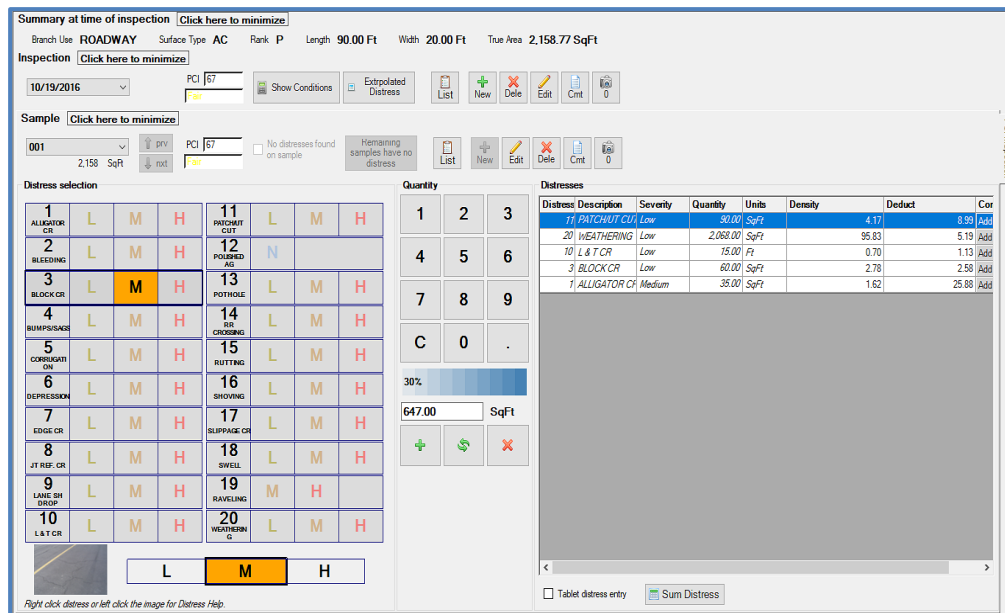 Summary at time of inspection Click here to minimize
Branch Use ROADWAY Surface Type AC Rank P Length 90.00 Ft Width 20.00 Ft True Area 2,158.77 SqFt
Inspection Click here to minimize
10/19/2016 PCI 67 Show Conditions Extrpolated Distress List New Dele Edit Cmt 0
Fair
Sample Click here to minimize
001 prv PCI 67 No distresses found on sample Remaining samples have no distress List New Edit Dele Cmt 0
2,158 SqFt nxt Fair
Distress selection Quantity Distresses
1 ALLIGATOR CR L M H 11 PATCH/UT CUT L M H
2 BLEEDING L M H 12 POLISHED AG N
3 BLOCK CR L M H 13 POTHOLE L M H
4 BUMPS/SAGS L M H 14 RR CROSSING L M H
5 CORRUGATI ON L M H 15 RUTTING L M H
6 DEPRESSION L M H 16 SHOVING L M H
7 EDGE CR L M H 17 SLIPPAGE CR L M H
8 JT REF. CR L M H 18 SWELL L M H
9 LANE SH DROP L M H 19 RAVELING M H
10 L & T CR L M H 20 WEATHERIN G L M H
L M H
Right click distress or left click the image for Distress Help.
1 2 3
4 5 6
7 8 9
C 0 .
30%
647.00 SqFt
Distress Description Severity Quantity Units Density Deduct Cor
11 PATCH/UT CUT Low 90.00 SqFt 4.17 8.99 Add
20 WEATHERING Low 2,068.00 SqFt 95.83 5.19 Add
10 L & T CR Low 15.00 Ft 0.70 1.13 Add
3 BLOCK CR Low 60.00 SqFt 2.78 2.58 Add
1 ALLIGATOR CR Medium 35.00 SqFt 1.62 25.88 Add
Tablet distress entry Sum Distress